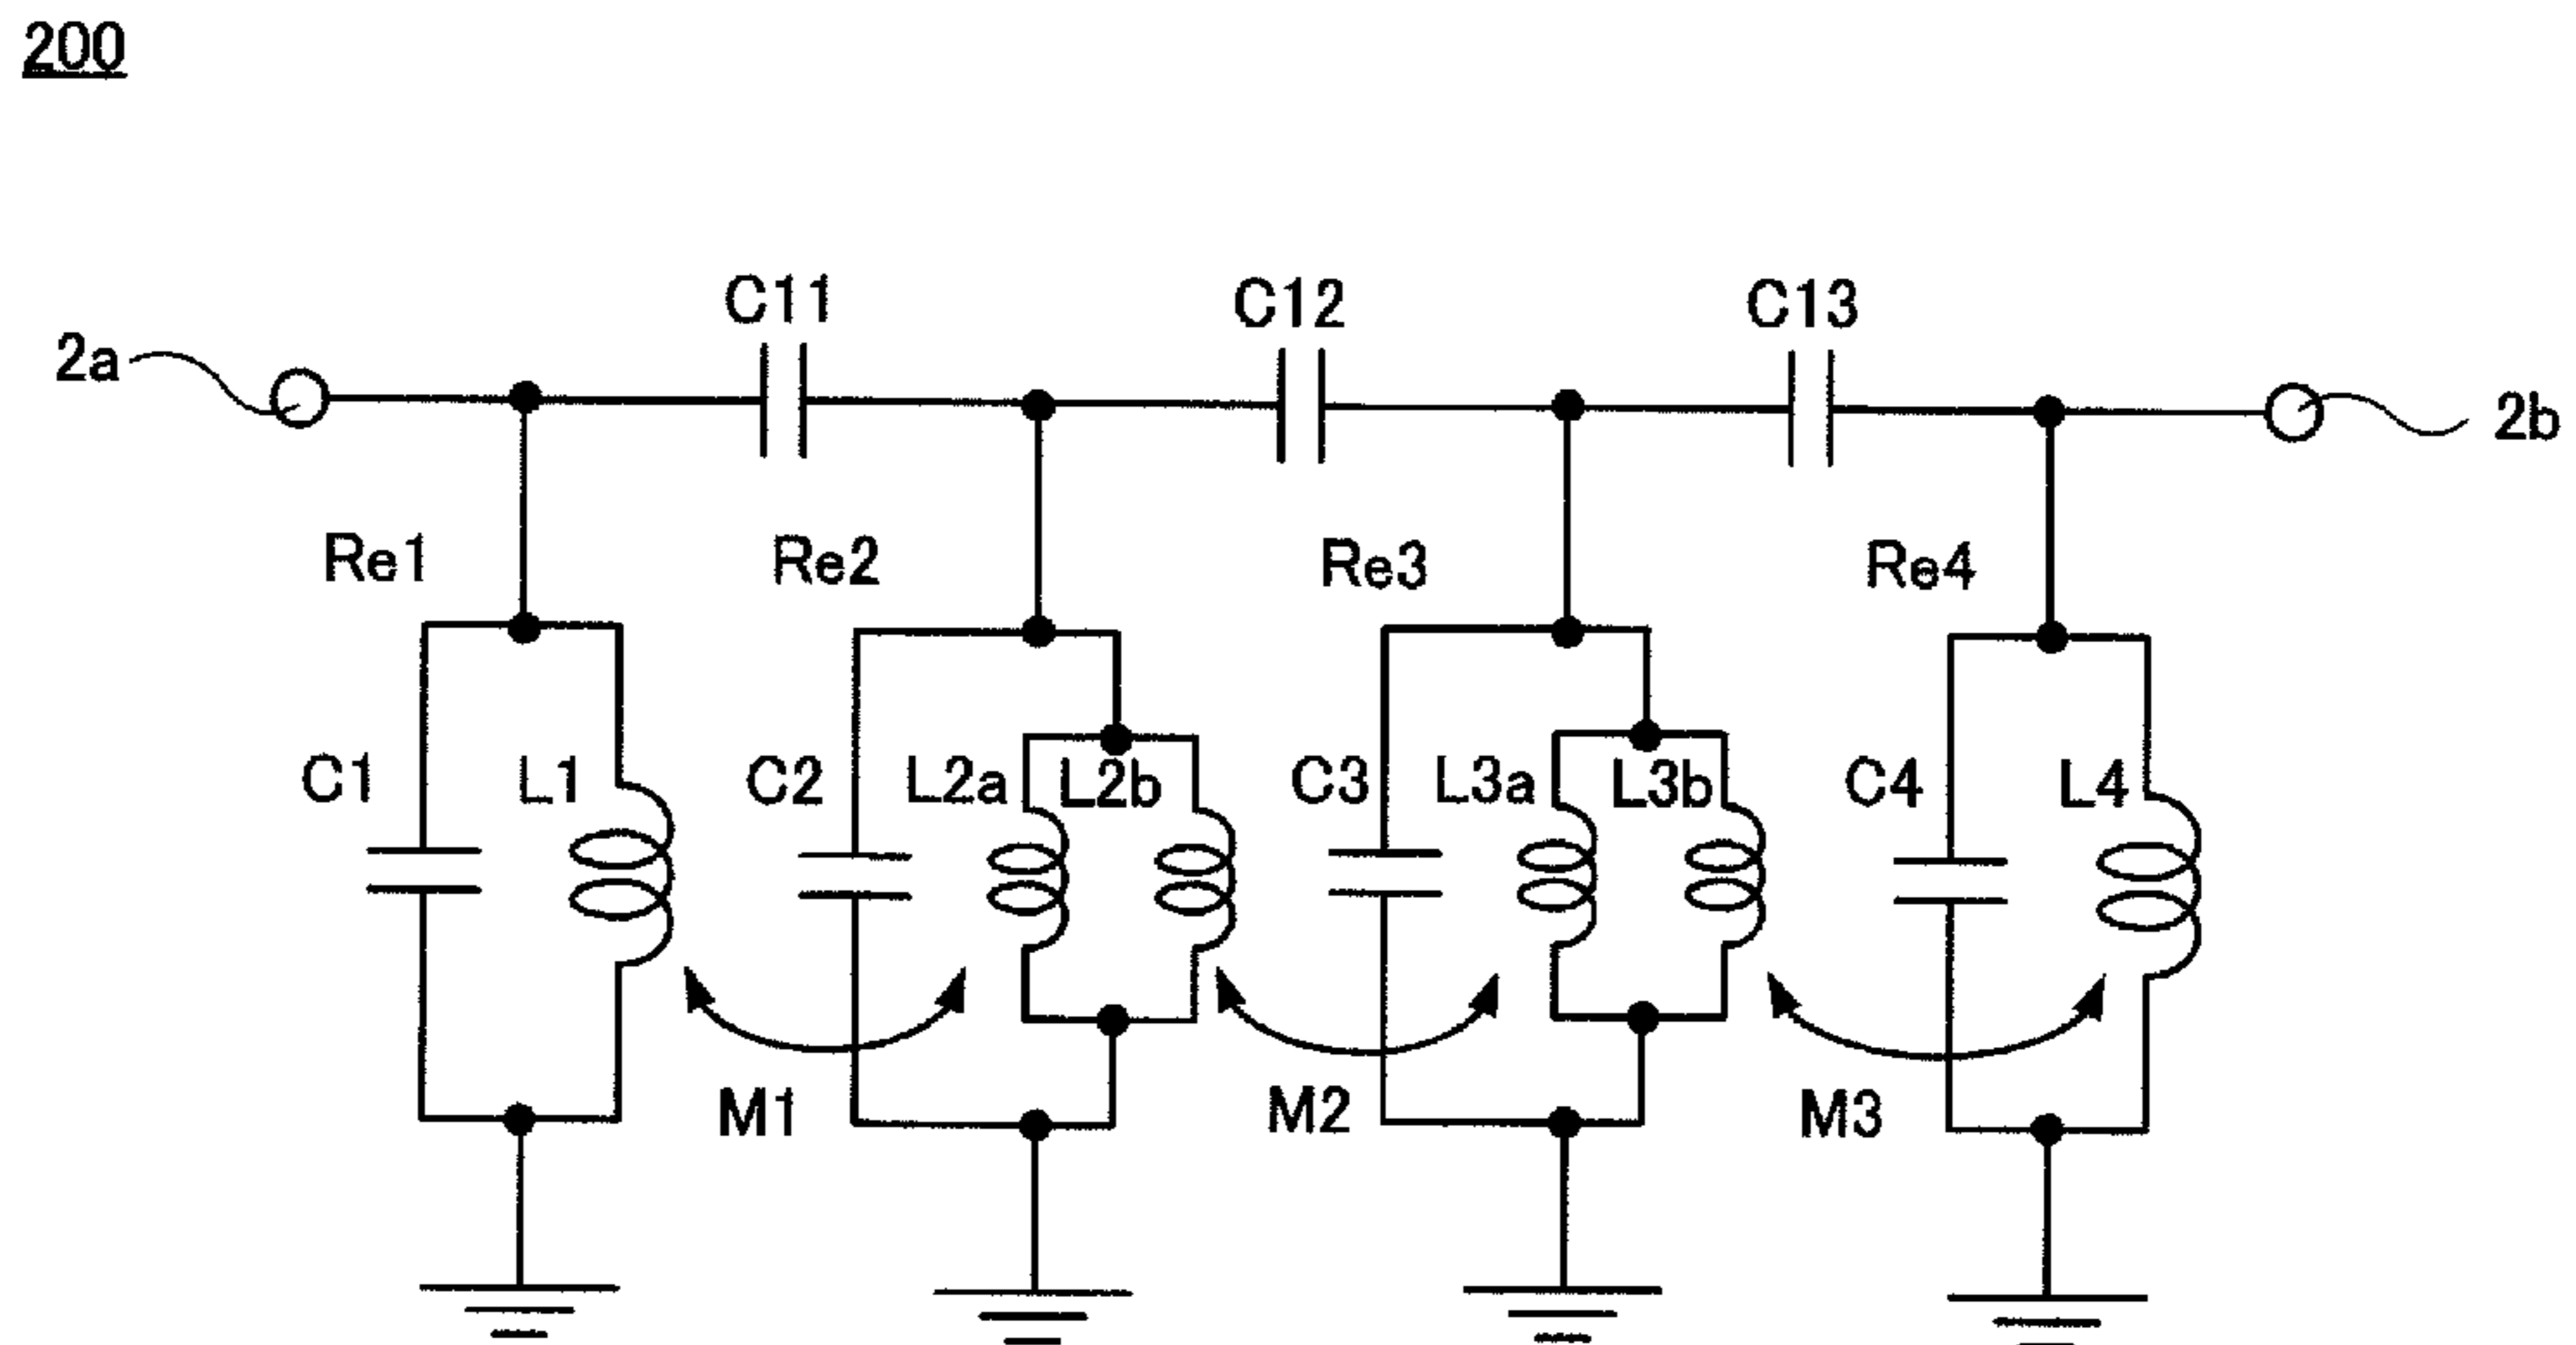 200
C11 C12 C13
2a 2b
Re1 Re2 Re3 Re4
C1 L1 C2 L2a L2b C3 L3a L3b C4 L4
M1 M2 M3